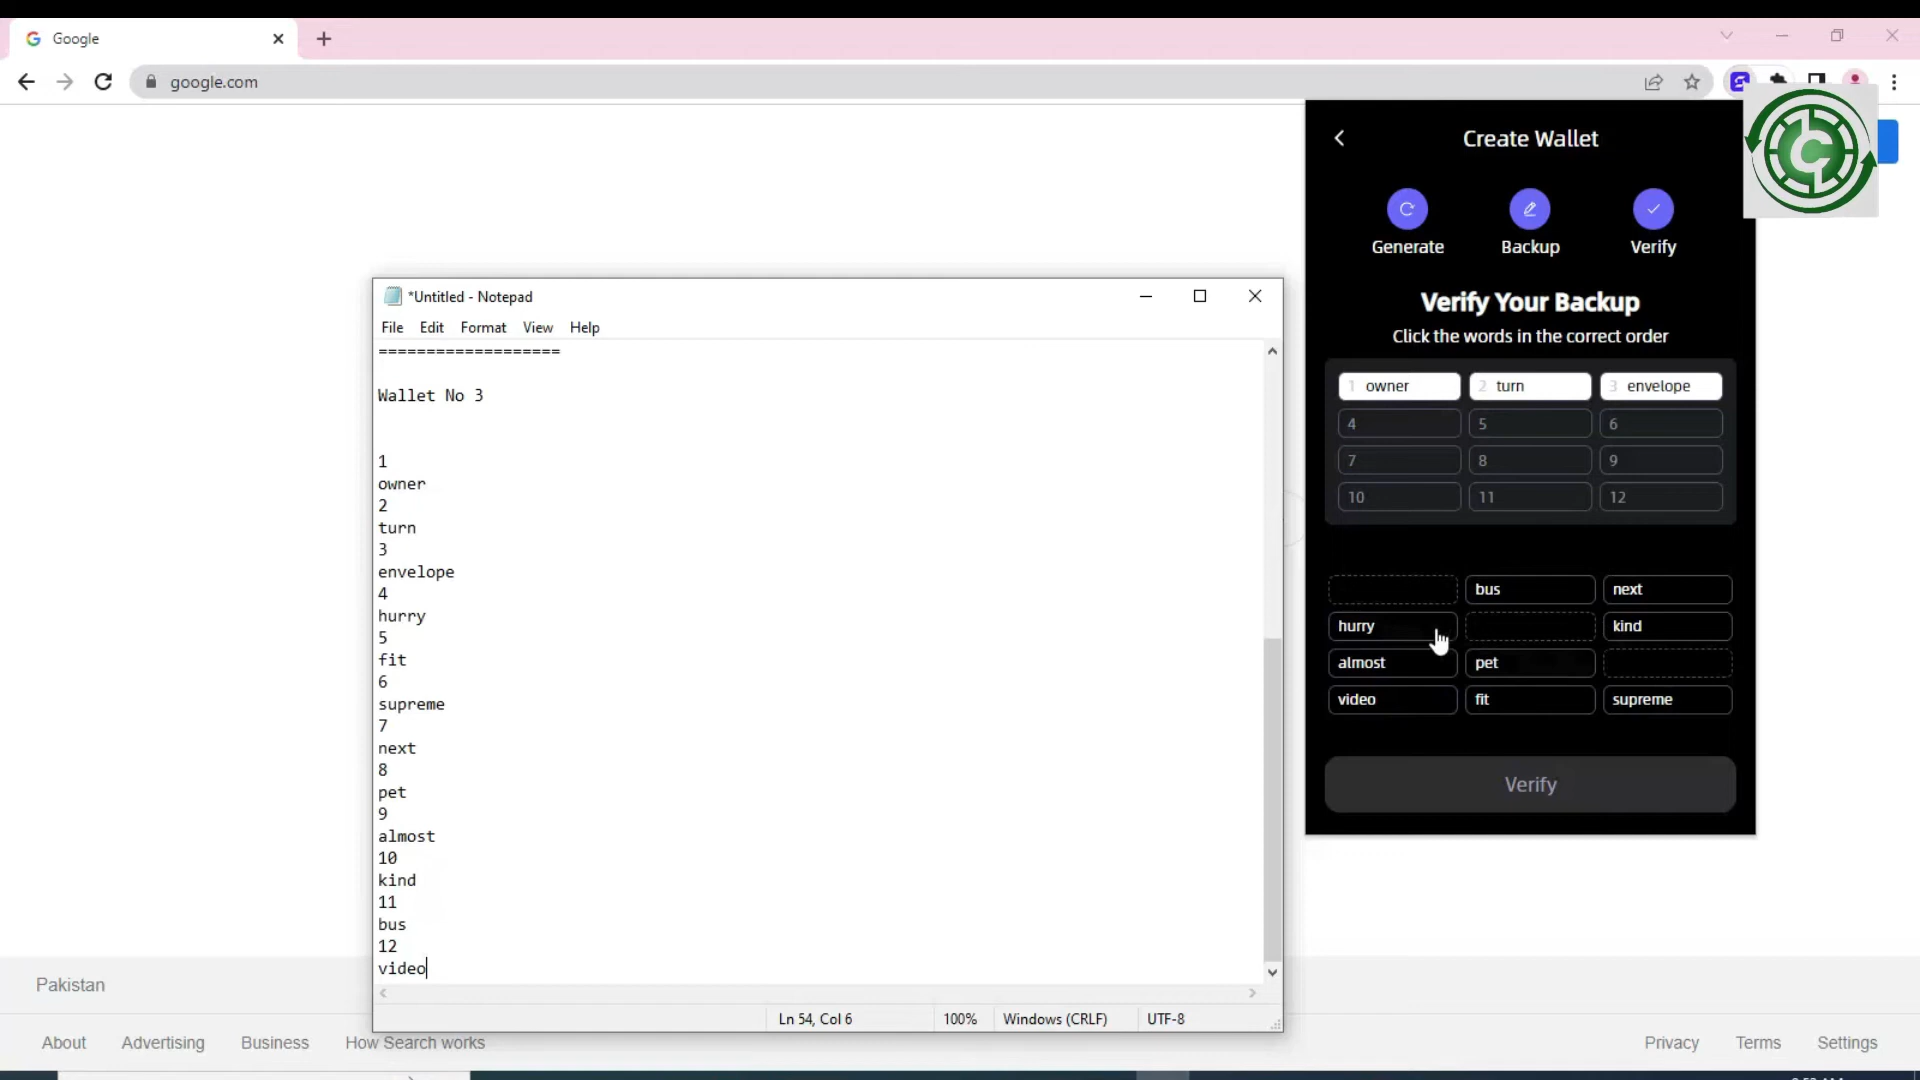 Google
google.com
Create Wallet
Generate Backup Verify
Verify Your Backup
Click the words in the correct order
1 owner 2 turn 3 envelope
4 5 6
7 8 9
10 11 12
bus next
hurry kind
almost pet
video fit supreme
Verify
*Untitled - Notepad
File Edit Format View Help
===================
Wallet No 3
1
owner
2
turn
3
envelope
4
hurry
5
fit
6
supreme
7
next
8
pet
9
almost
10
kind
11
bus
12
video
Ln 54, Col 6 100% Windows (CRLF) UTF-8
Pakistan
About Advertising Business How Search works Privacy Terms Settings